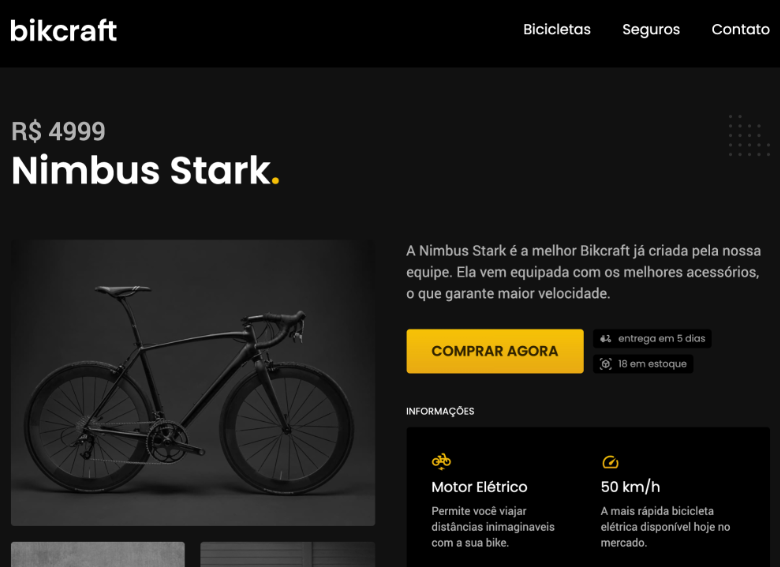 bikcraft
Bicicletas
Seguros
Contato
R$ 4999
Nimbus Stark.
A Nimbus Stark é a melhor Bikcraft já criada pela nossa
equipe. Ela vem equipada com os melhores acessórios,
o que garante maior velocidade.
COMPRAR AGORA
entrega em 5 dias
18 em estoque
INFORMAÇÕES
Motor Elétrico
Permite você viajar
distâncias inimaginaveis
com a sua bike.
50 km/h
A mais rápida bicicleta
elétrica disponível hoje no
mercado.